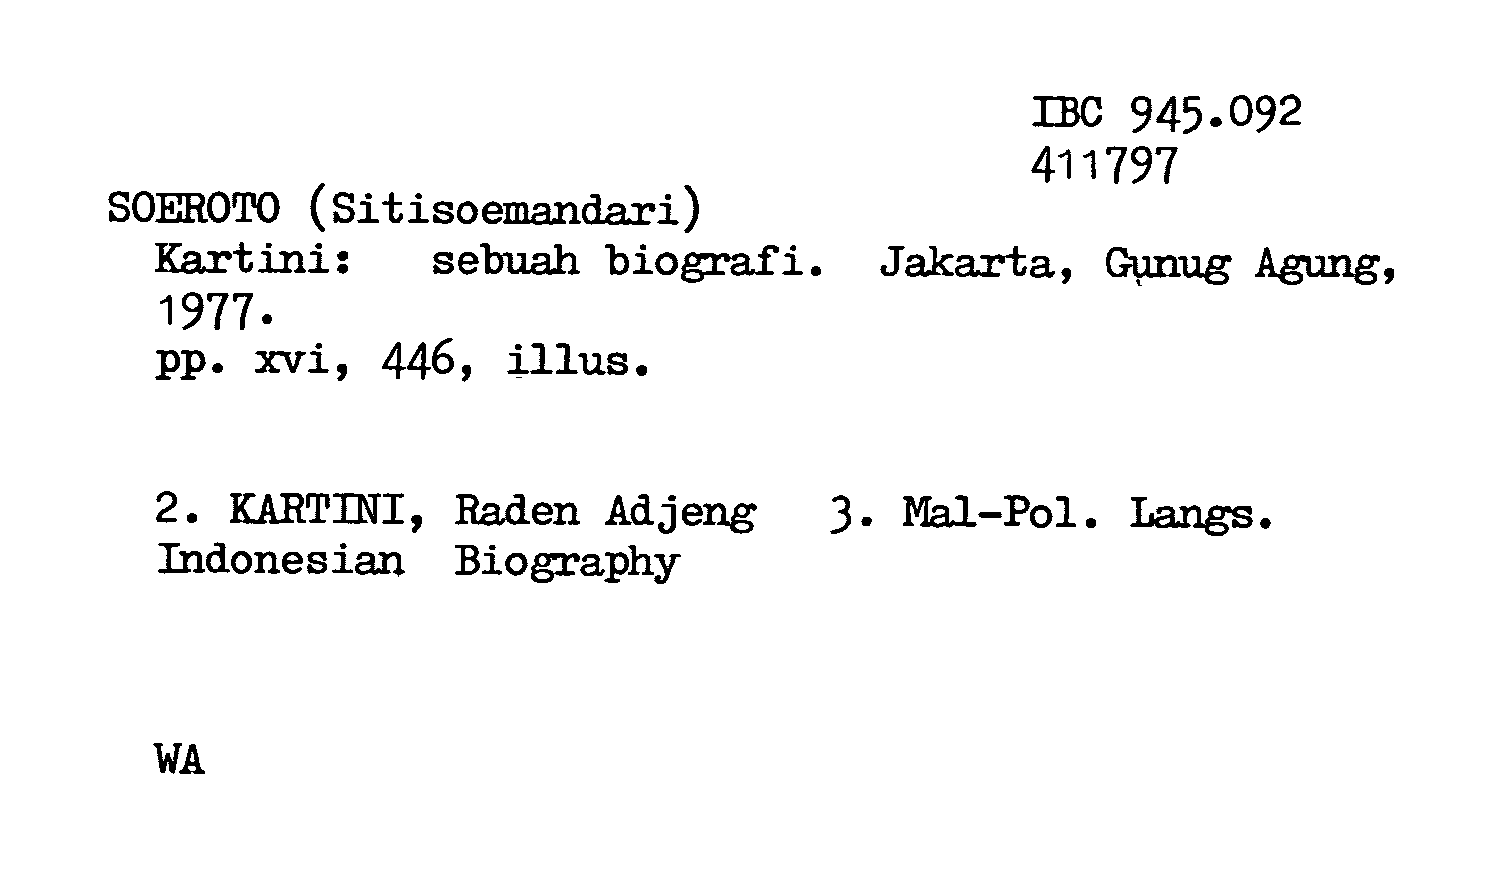 IBC 945.092
411797
SOEROTO (Sitisoemandari)
Kartini: sebuah biografi. Jakarta, Gunug Agung,
1977.
pp. xvi, 446, illus.
2. KARTINI, Raden Adjeng 3. Mal-Pol. Langs.
Indonesian Biography
WA